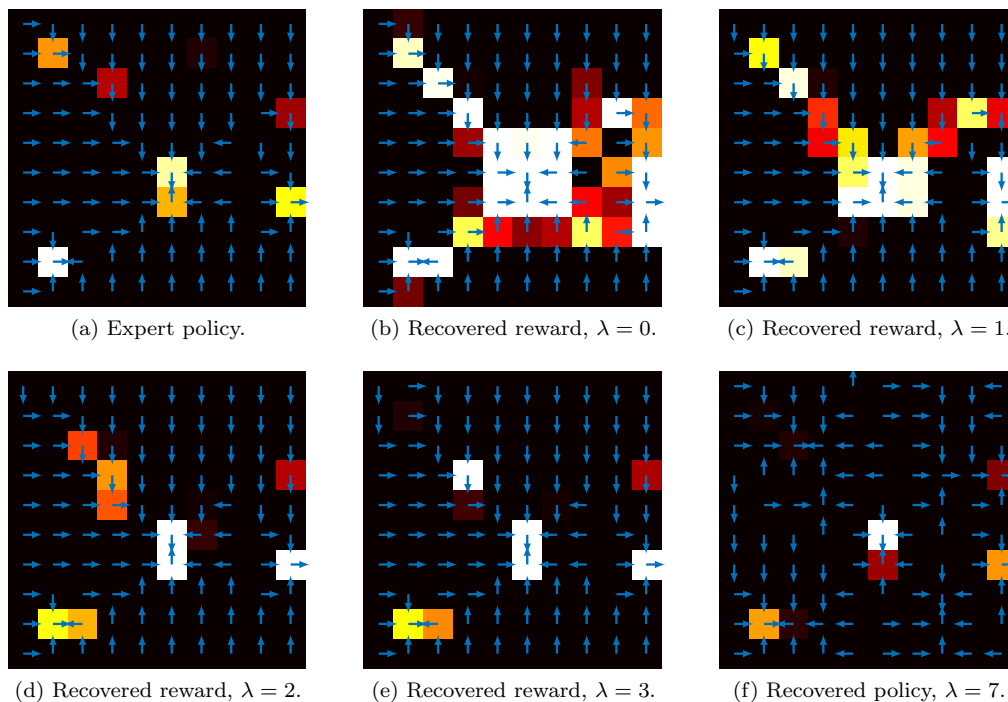 (a) Expert policy.
(b) Recovered reward, λ = 0.
(c) Recovered reward, λ = 1.
(d) Recovered reward, λ = 2.
(e) Recovered reward, λ = 3.
(f) Recovered policy, λ = 7.